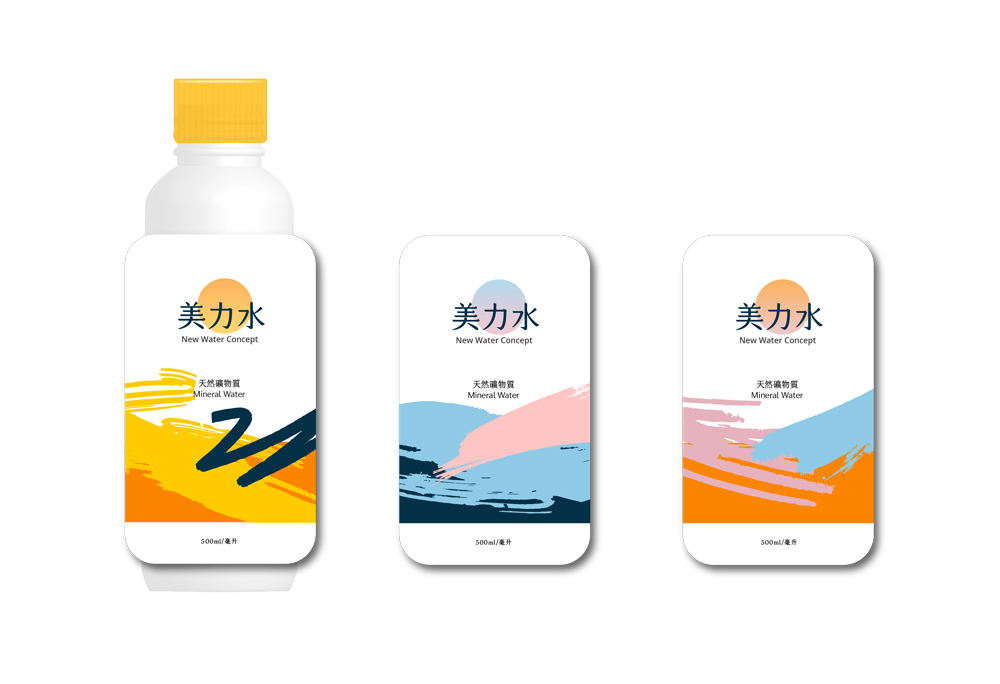 美力水
New Water Concept
天然礦物質
Mineral Water
500ml/毫升
美力水
New Water Concept
天然礦物質
Mineral Water
500ml/毫升
美力水
New Water Concept
天然礦物質
Mineral Water
500ml/毫升